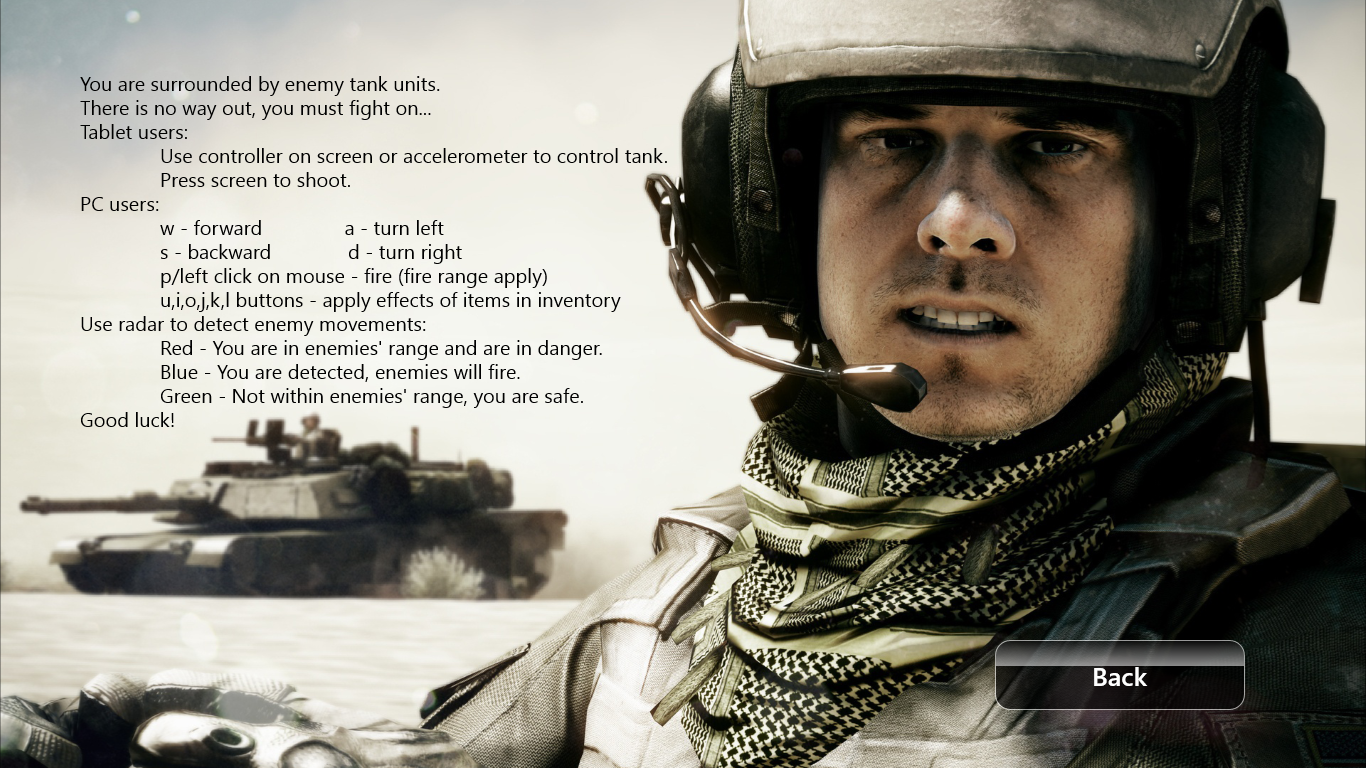 You are surrounded by enemy tank units.
There is no way out, you must fight on...
Tablet users:
Use controller on screen or accelerometer to control tank.
Press screen to shoot.
PC users:
w - forward a - turn left
s - backward d - turn right
p/left click on mouse - fire (fire range apply)
u,i,o,j,k,l buttons - apply effects of items in inventory
Use radar to detect enemy movements:
Red - You are in enemies' range and are in danger.
Blue - You are detected, enemies will fire.
Green - Not within enemies' range, you are safe.
Good luck!
Back